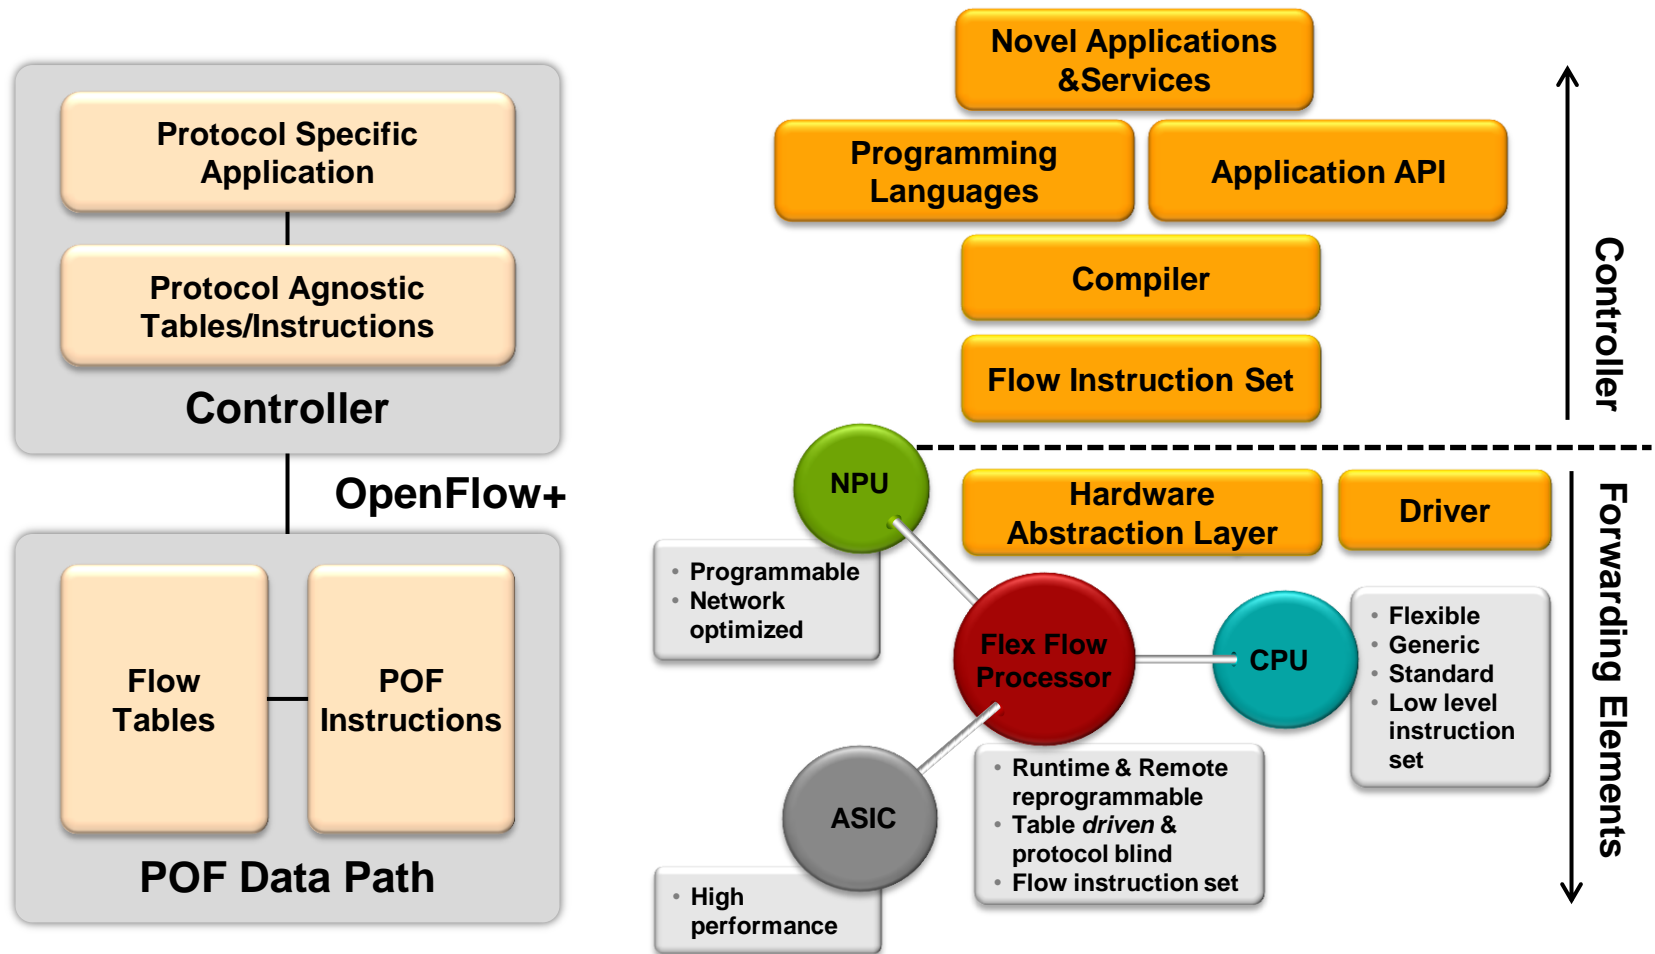 Protocol Specific
Application
Protocol Agnostic
Tables/Instructions
Controller
OpenFlow+
Flow
Tables
POF
Instructions
POF Data Path
Novel Applications
&Services
Programming
Languages
Application API
Compiler
Flow Instruction Set
Controller
NPU
Hardware
Abstraction Layer
Driver
• Programmable
• Network
optimized
Flex Flow
Processor
CPU
• Flexible
• Generic
• Standard
• Low level
instruction
set
Forwarding Elements
ASIC
• Runtime & Remote
reprogrammable
• Table driven &
protocol blind
• Flow instruction set
• High
performance